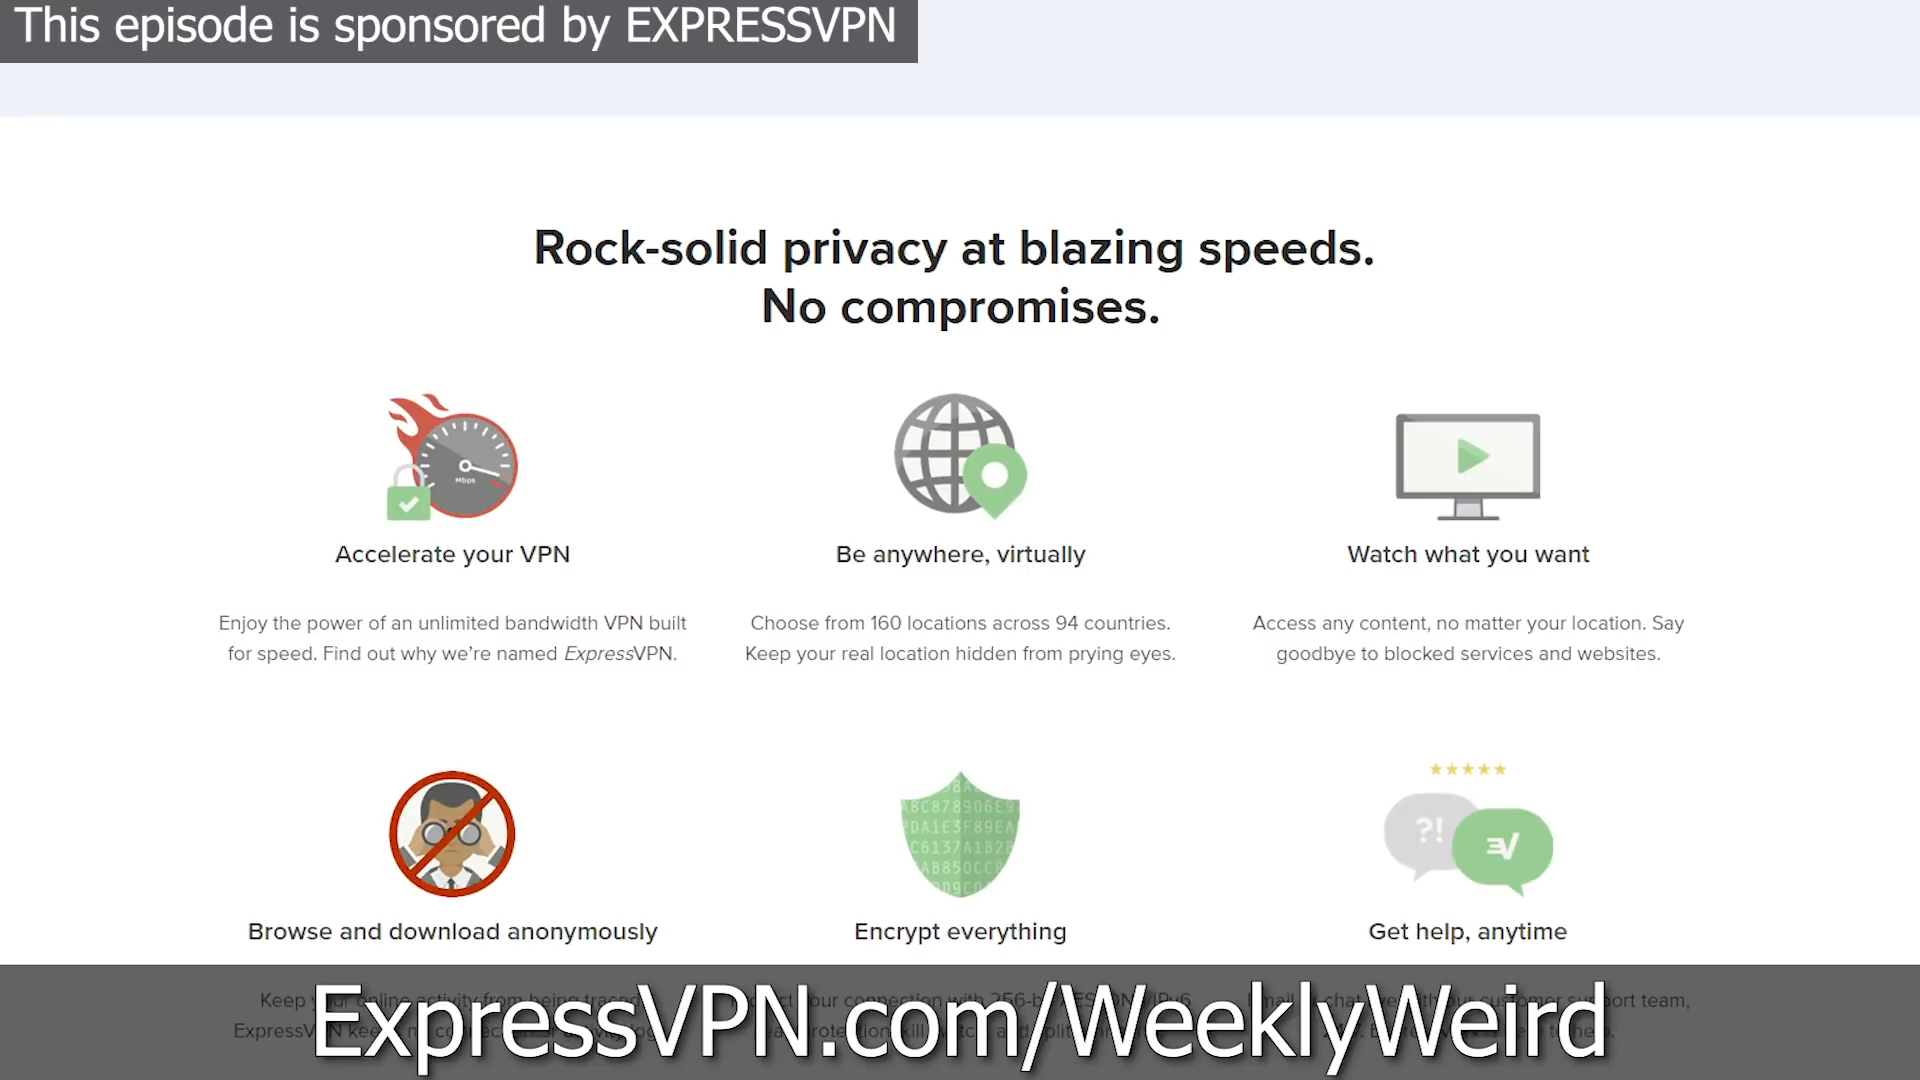 This episode is sponsored by EXPRESSVPN
Rock-solid privacy at blazing speeds.
No compromises.
Mbps
Accelerate your VPN
Be anywhere, virtually
Watch what you want
Enjoy the power of an unlimited bandwidth VPN built
for speed. Find out why we're named ExpressVPN.
Choose from 160 locations across 94 countries.
Keep your real location hidden from prying eyes.
Access any content, no matter your location. Say
goodbye to blocked services and websites.
?!
Browse and download anonymously
Encrypt everything
Get help, anytime
ExpressVPN.com/WeeklyWeird